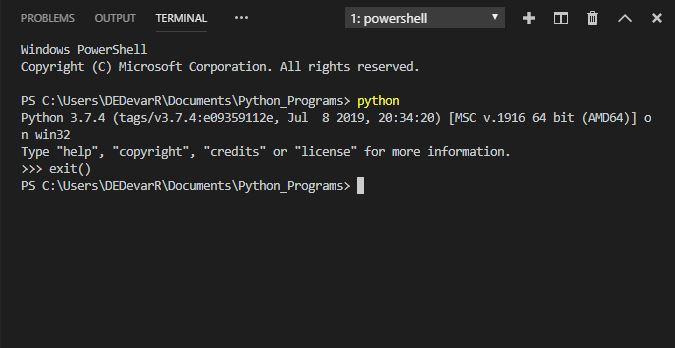 PROBLEMS OUTPUT TERMINAL ••• 1: powershell
Windows PowerShell
Copyright (C) Microsoft Corporation. All rights reserved.
PS C:\Users\DEDevarR\Documents\Python_Programs> python
Python 3.7.4 (tags/v3.7.4:e09359112e, Jul  8 2019, 20:34:20) [MSC v.1916 64 bit (AMD64)] o
n win32
Type "help", "copyright", "credits" or "license" for more information.
>>> exit()
PS C:\Users\DEDevarR\Documents\Python_Programs>